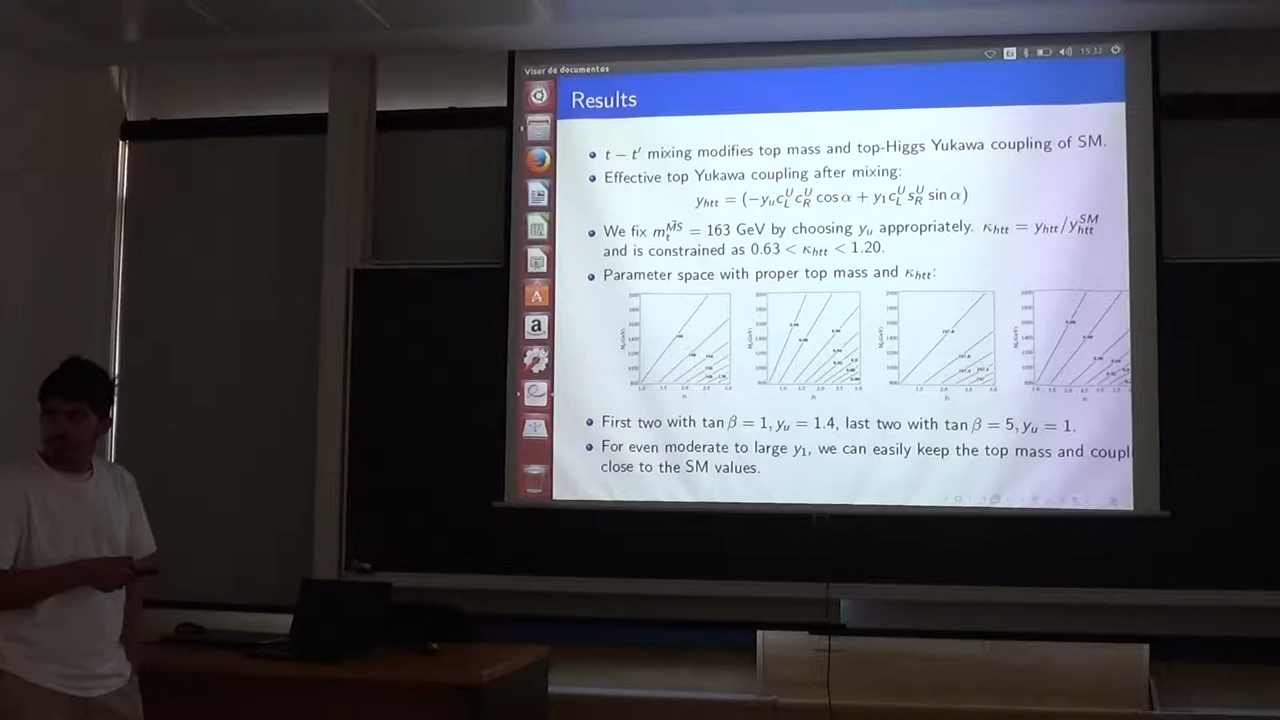 Visor de documentos
Es
15:32
Results
t − t′ mixing modifies top mass and top-Higgs Yukawa coupling of SM.
Effective top Yukawa coupling after mixing:
y_htt = (−y_u c_L^U c_R^U cos α + y_1 c_L^U s_R^U sin α)
We fix m_t^M̄S = 163 GeV by choosing y_u appropriately. κ_htt = y_htt/y_htt^SM
and is constrained as 0.63 < κ_htt < 1.20.
Parameter space with proper top mass and κ_htt:
First two with tan β = 1, y_u = 1.4, last two with tan β = 5, y_u = 1.
For even moderate to large y_1, we can easily keep the top mass and coupl
close to the SM values.